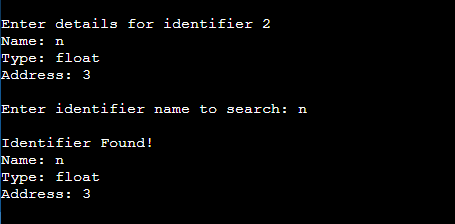 Enter details for identifier 2
Name: n
Type: float
Address: 3
Enter identifier name to search: n
Identifier Found!
Name: n
Type: float
Address: 3